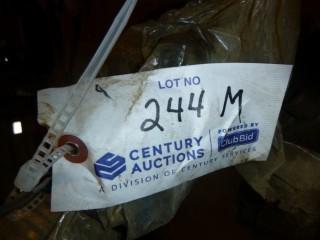 LOT NO
244 M
CENTURY
AUCTIONS
POWERED BY
ClubBid
A DIVISION OF CENTURY SERVICES